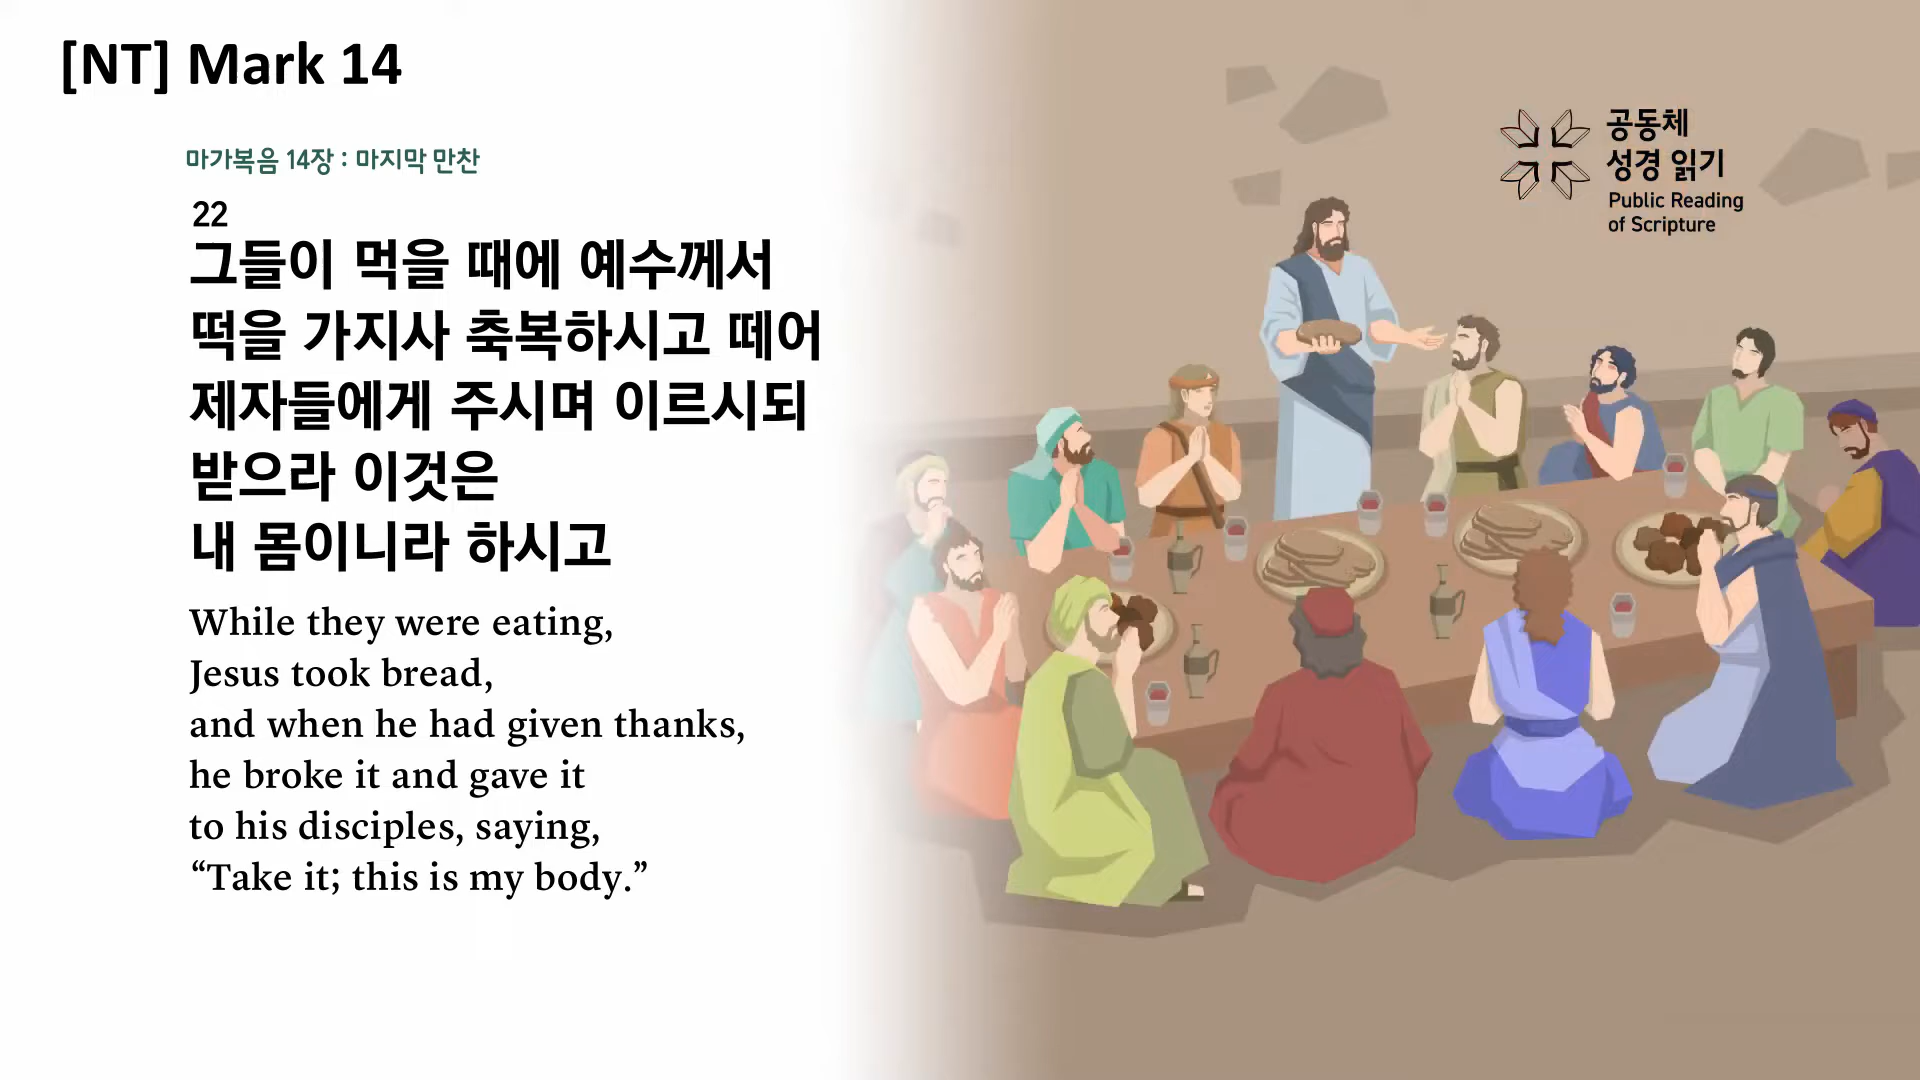 [NT] Mark 14
마가복음 14장 : 마지막 만찬
22
그들이 먹을 때에 예수께서
떡을 가지사 축복하시고 떼어
제자들에게 주시며 이르시되
받으라 이것은
내 몸이니라 하시고
While they were eating,
Jesus took bread,
and when he had given thanks,
he broke it and gave it
to his disciples, saying,
“Take it; this is my body.”
공동체
성경 읽기
Public Reading
of Scripture